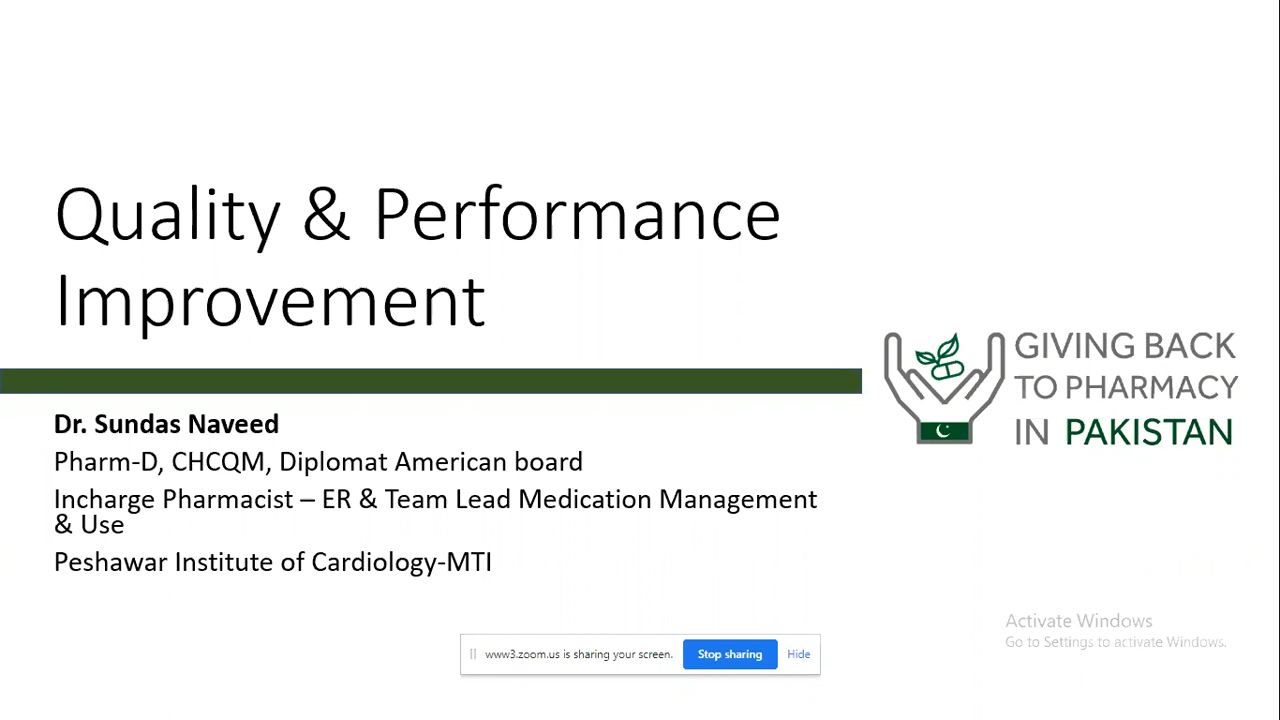 Quality & Performance
Improvement
Dr. Sundas Naveed
Pharm-D, CHCQM, Diplomat American board
Incharge Pharmacist – ER & Team Lead Medication Management
& Use
Peshawar Institute of Cardiology-MTI
GIVING BACK
TO PHARMACY
IN PAKISTAN
Activate Windows
Go to Settings to activate Windows.
www3.zoom.us is sharing your screen. Stop sharing Hide